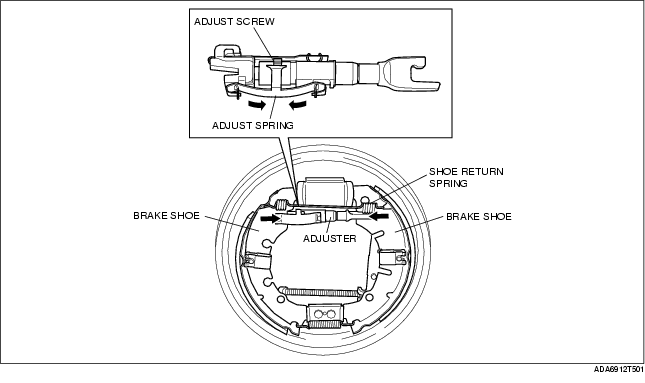 ADJUST SCREW
ADJUST SPRING
SHOE RETURN
SPRING
BRAKE SHOE
BRAKE SHOE
ADJUSTER
ADA6912T501